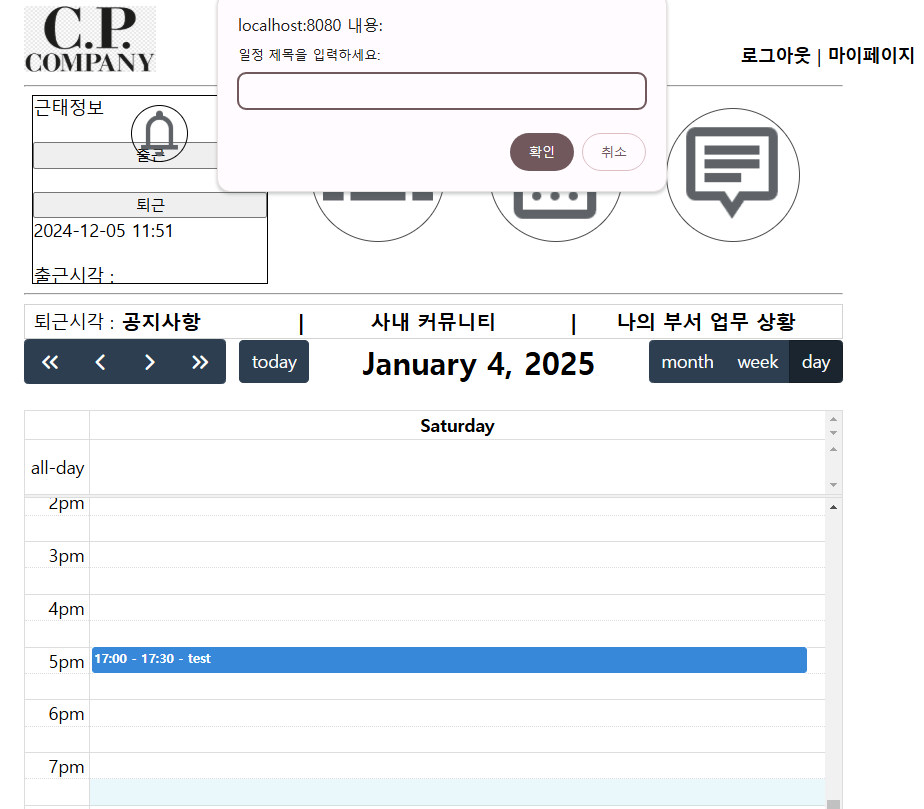 C.P.
COMPANY
localhost:8080 내용:
일정 제목을 입력하세요:
확인
취소
로그아웃 | 마이페이지
근태정보
출근
퇴근
2024-12-05 11:51
출근시각 :
퇴근시각 : 공지사항 | 사내 커뮤니티 | 나의 부서 업무 상황
today
January 4, 2025
month week day
Saturday
all-day
2pm
3pm
4pm
5pm
17:00 - 17:30 - test
6pm
7pm